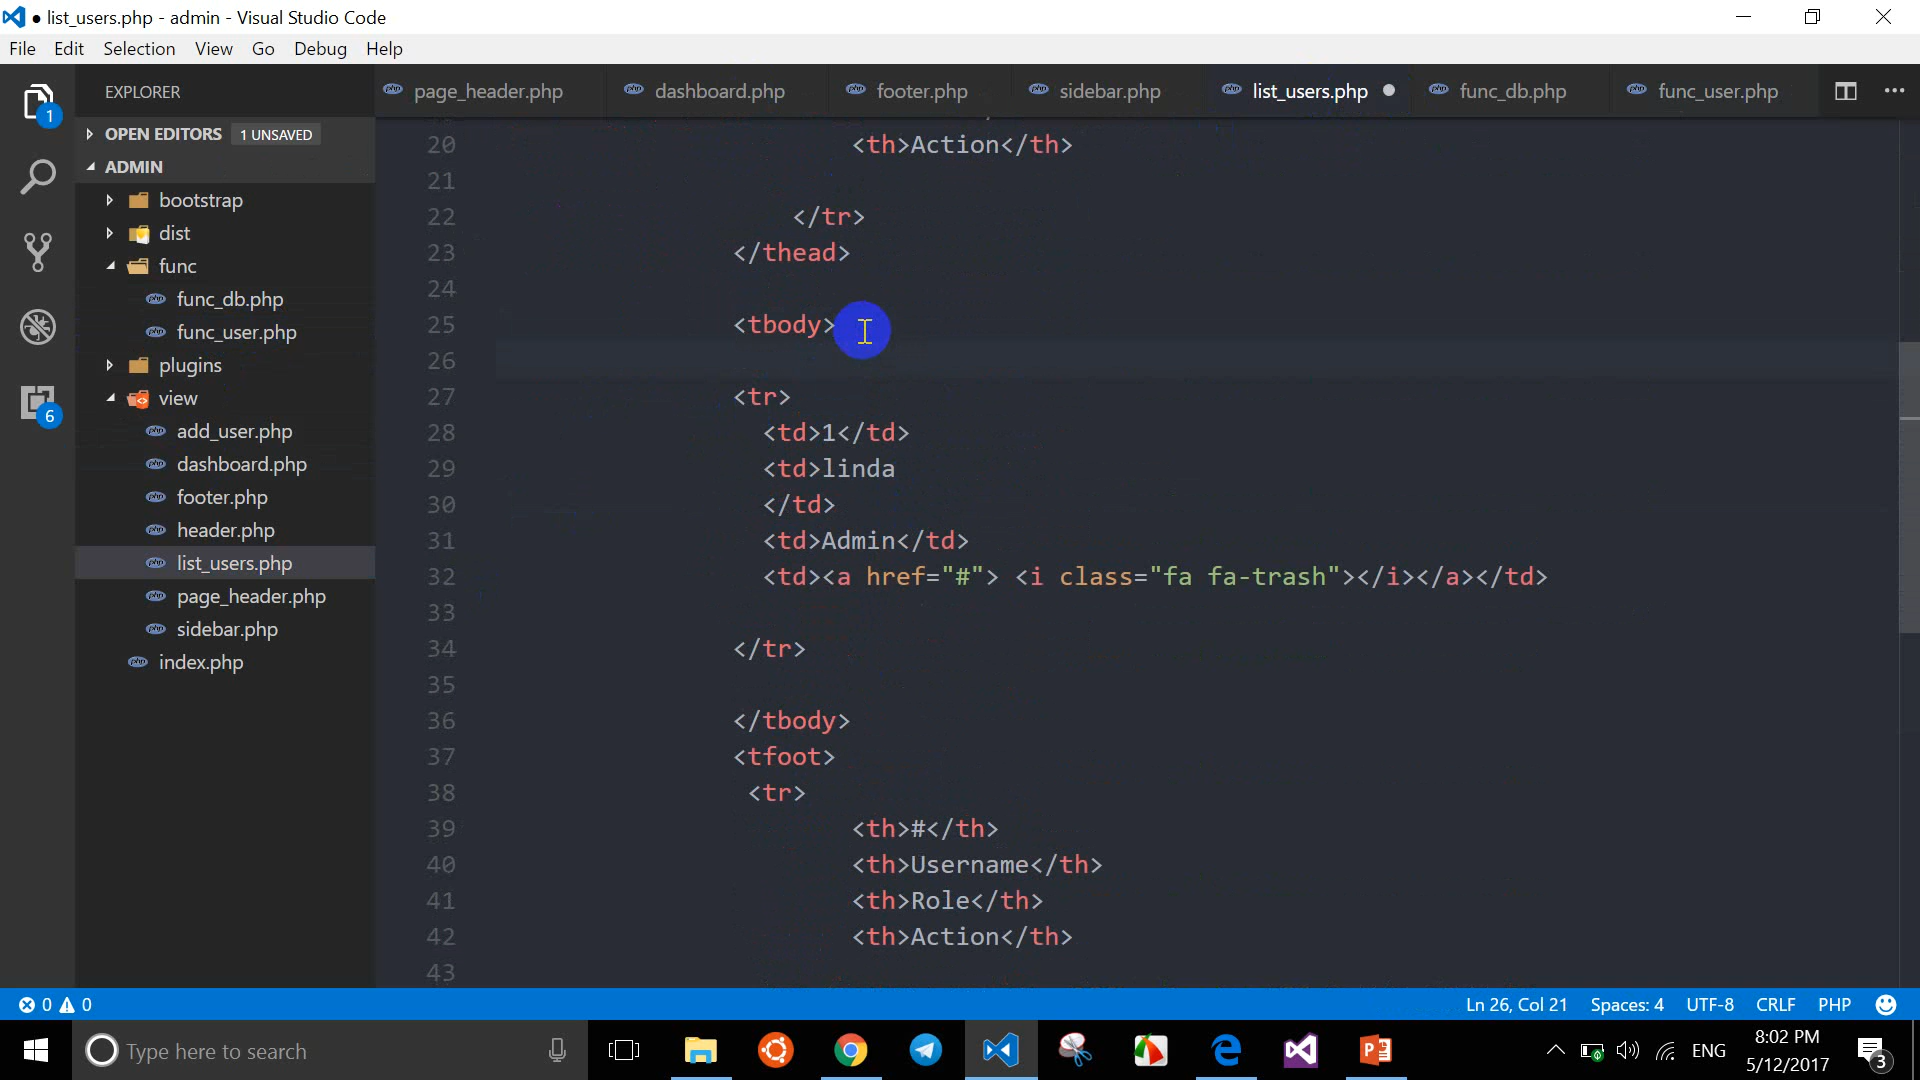 list_users.php - admin - Visual Studio Code
File Edit Selection View Go Debug Help
EXPLORER
OPEN EDITORS 1 UNSAVED
ADMIN
bootstrap
dist
func
func_db.php
func_user.php
plugins
view
add_user.php
dashboard.php
footer.php
header.php
list_users.php
page_header.php
sidebar.php
index.php
1
6
page_header.php dashboard.php footer.php sidebar.php list_users.php func_db.php func_user.php
20 <th>Action</th>
21
22 </tr>
23 </thead>
24
25 <tbody>
26
27 <tr>
28 <td>1</td>
29 <td>linda
30 </td>
31 <td>Admin</td>
32 <td><a href="#"> <i class="fa fa-trash"></i></a></td>
33
34 </tr>
35
36 </tbody>
37 <tfoot>
38 <tr>
39 <th>#</th>
40 <th>Username</th>
41 <th>Role</th>
42 <th>Action</th>
43
0 0 Ln 26, Col 21 Spaces: 4 UTF-8 CRLF PHP
Type here to search
ENG
8:02 PM
5/12/2017
3